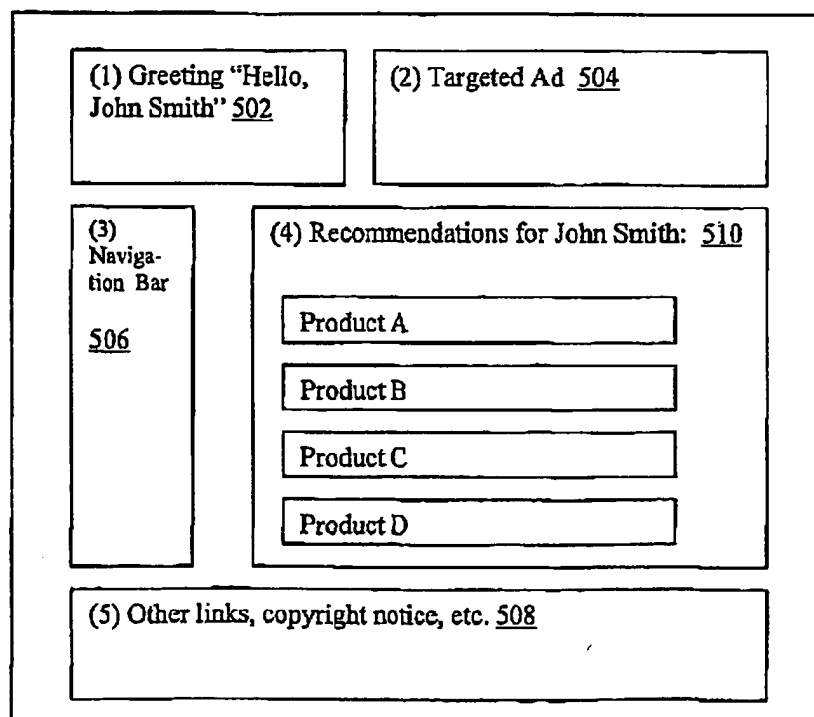 (1) Greeting “Hello,
John Smith” 502
(2) Targeted Ad 504
(3)
Naviga-
tion Bar
506
(4) Recommendations for John Smith: 510
Product A
Product B
Product C
Product D
(5) Other links, copyright notice, etc. 508